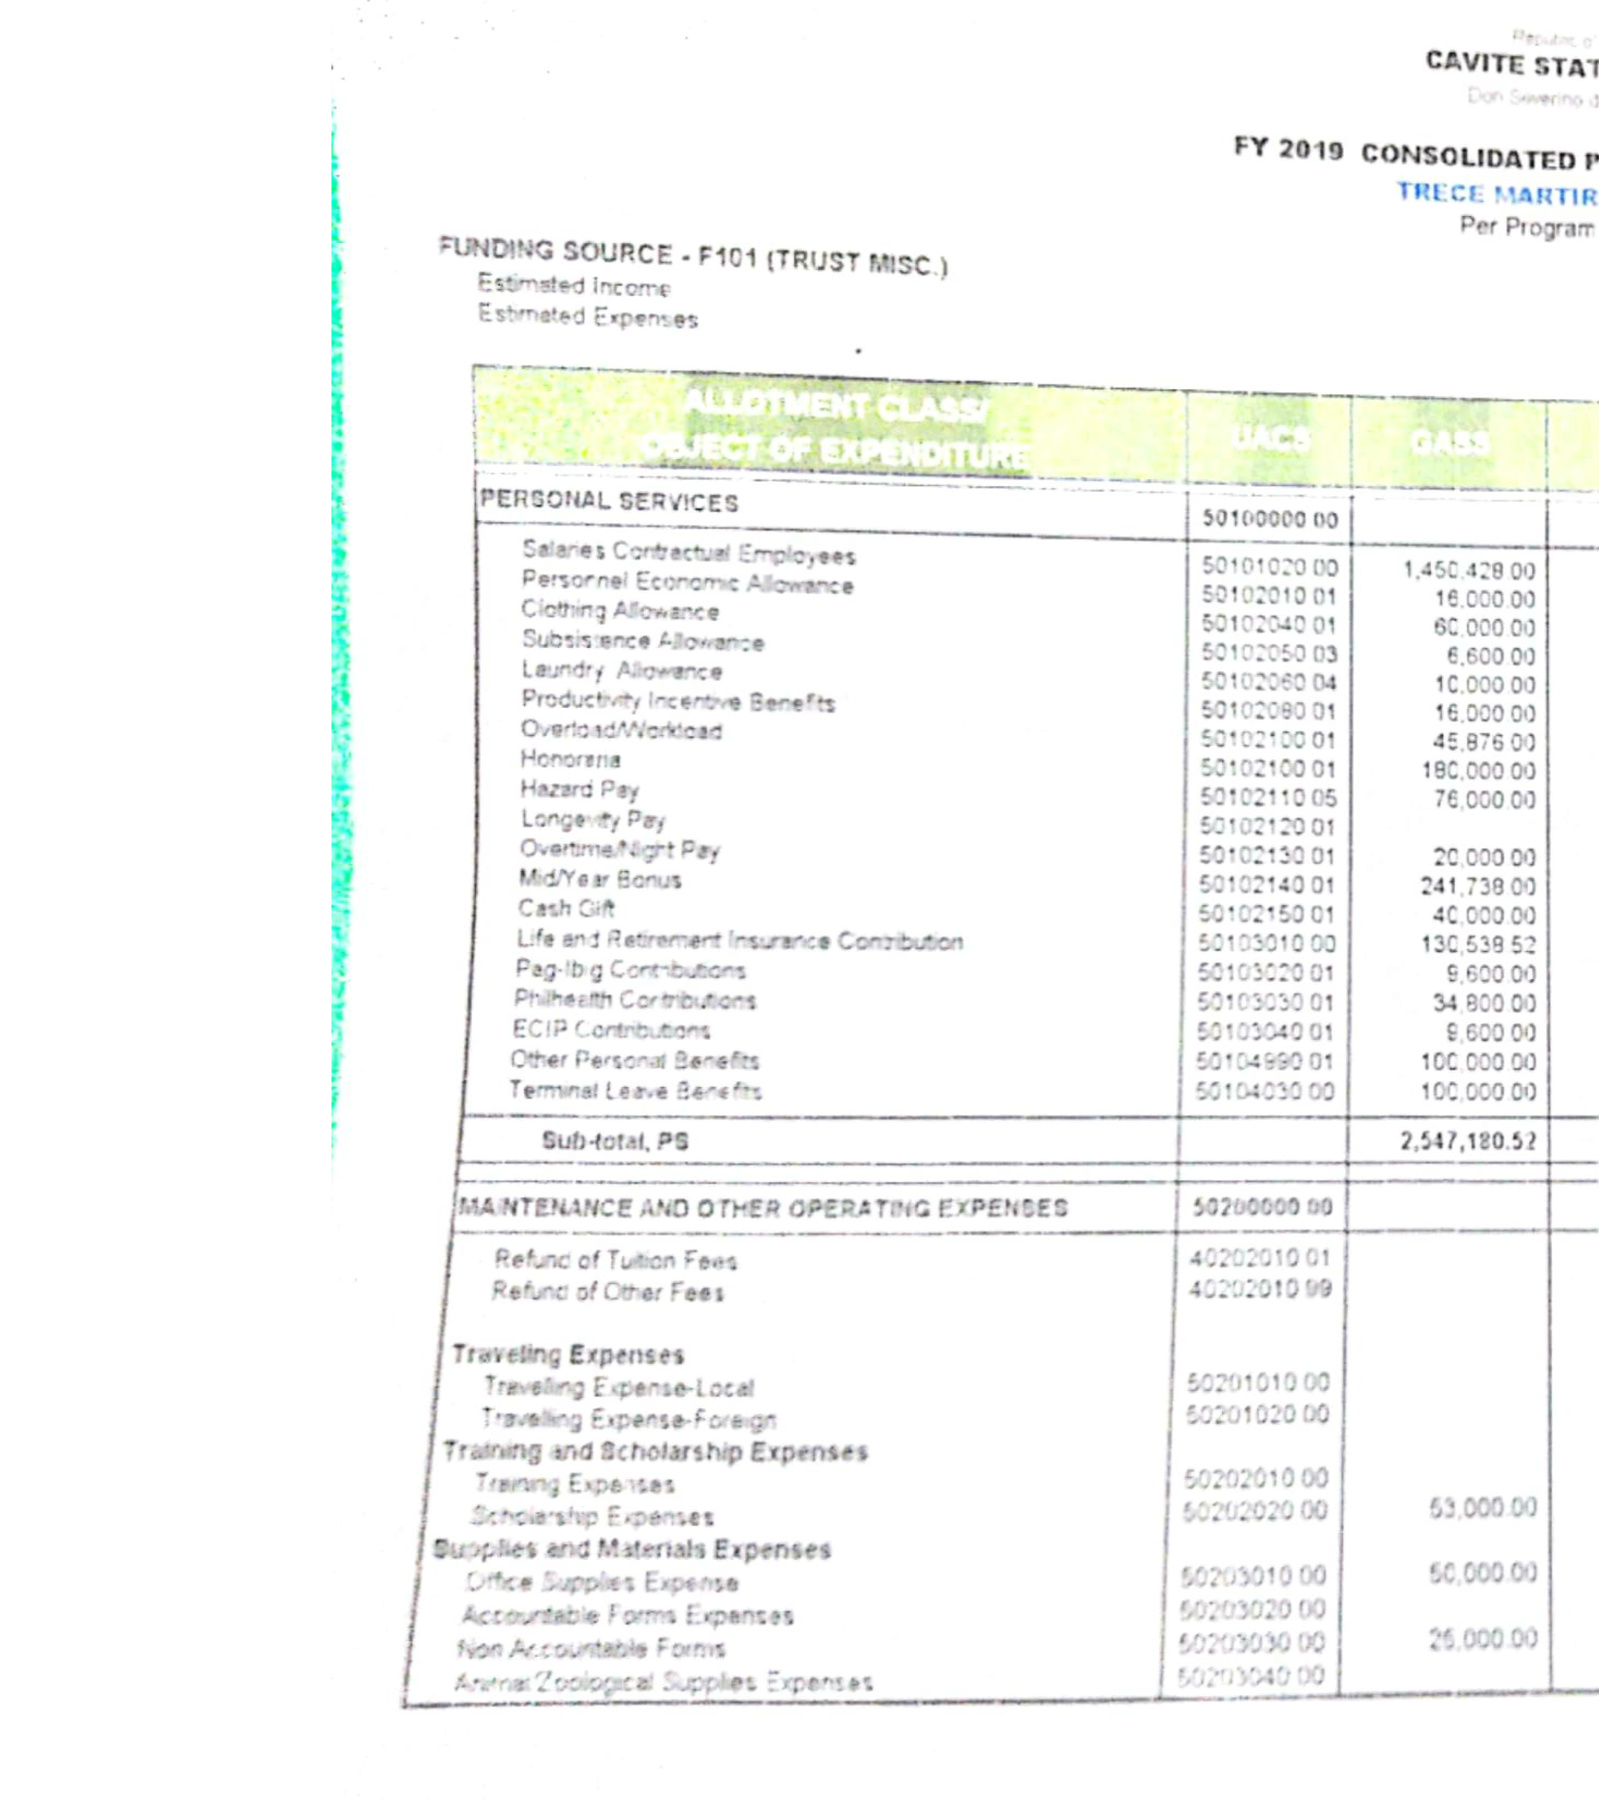 Republic of
CAVITE STAT
Don Severino d
FY 2019 CONSOLIDATED P
TRECE MARTIR
Per Program
FUNDING SOURCE - F101 (TRUST MISC.)
Estimated Income
Estimated Expenses
ALLOTMENT CLASS/
OBJECT OF EXPENDITURE UACS GASS
PERSONAL SERVICES 50100000 00
Salaries Contractual Employees 50101020 00 1,450,428.00
Personnel Economic Allowance 50102010 01 16,000.00
Clothing Allowance 50102040 01 60,000.00
Subsistence Allowance 50102050 03 6,600.00
Laundry Allowance 50102060 04 10,000.00
Productivity Incentive Benefits 50102080 01 16,000.00
Overload/Workload 50102100 01 45,876.00
Honoraria 50102100 01 180,000.00
Hazard Pay 50102110 05 76,000.00
Longevity Pay 50102120 01
Overtime/Night Pay 50102130 01 20,000.00
Mid/Year Bonus 50102140 01 241,738.00
Cash Gift 50102150 01 40,000.00
Life and Retirement Insurance Contribution 50103010 00 130,538.52
Pag-Ibig Contributions 50103020 01 9,600.00
Philhealth Contributions 50103030 01 34,800.00
ECIP Contributions 50103040 01 9,600.00
Other Personal Benefits 50104990 01 100,000.00
Terminal Leave Benefits 50104030 00 100,000.00
Sub-total, PS 2,547,180.52
MAINTENANCE AND OTHER OPERATING EXPENSES 50200000 00
Refund of Tuition Fees 40202010 01
Refund of Other Fees 40202010 99
Traveling Expenses
Travelling Expense-Local 50201010 00
Travelling Expense-Foreign 50201020 00
Training and Scholarship Expenses
Training Expenses 50202010 00
Scholarship Expenses 50202020 00 53,000.00
Supplies and Materials Expenses
Office Supplies Expense 50203010 00 50,000.00
Accountable Forms Expenses 50203020 00
Non Accountable Forms 50203030 00 25,000.00
Animal/Zoological Supplies Expenses 50203040 00